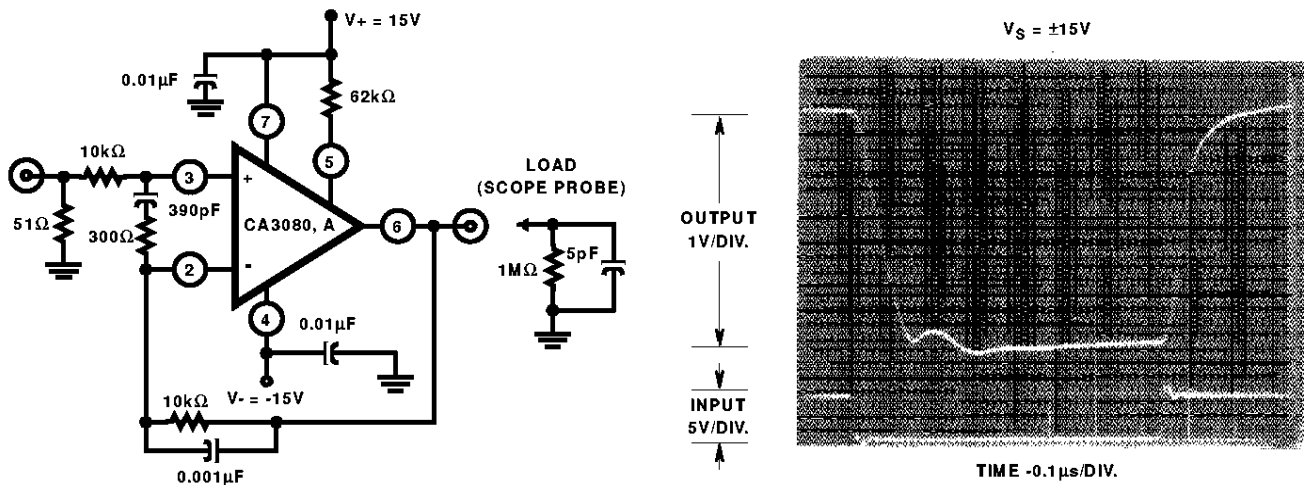 V+ = 15V
0.01µF
62kΩ
7
5
10kΩ
3
+
51Ω
390pF
300Ω
CA3080, A
6
2
-
4
0.01µF
V- = -15V
10kΩ
0.001µF
LOAD
(SCOPE PROBE)
1MΩ
5pF
VS = ±15V
OUTPUT
1V/DIV.
INPUT
5V/DIV.
TIME -0.1µs/DIV.